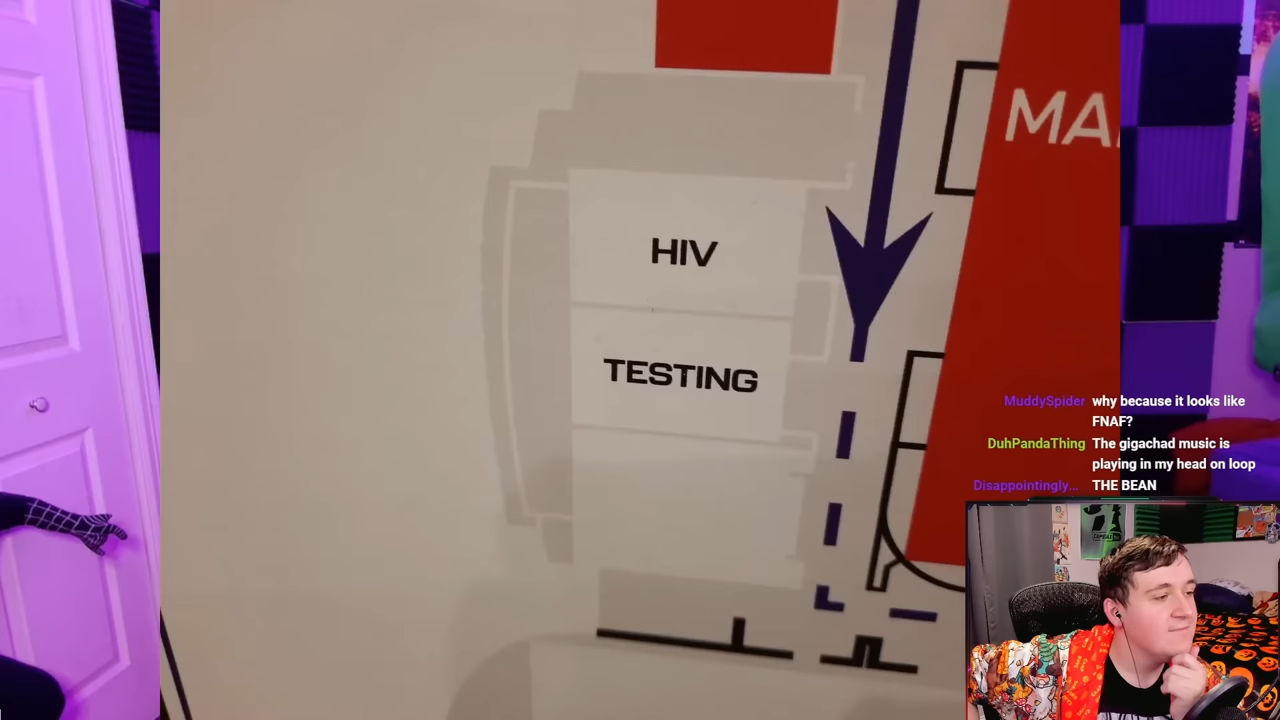 MA
HIV
TESTING
MuddySpider why because it looks like
FNAF?
DuhPandaThing The gigachad music is
playing in my head on loop
Disappointingly... THE BEAN